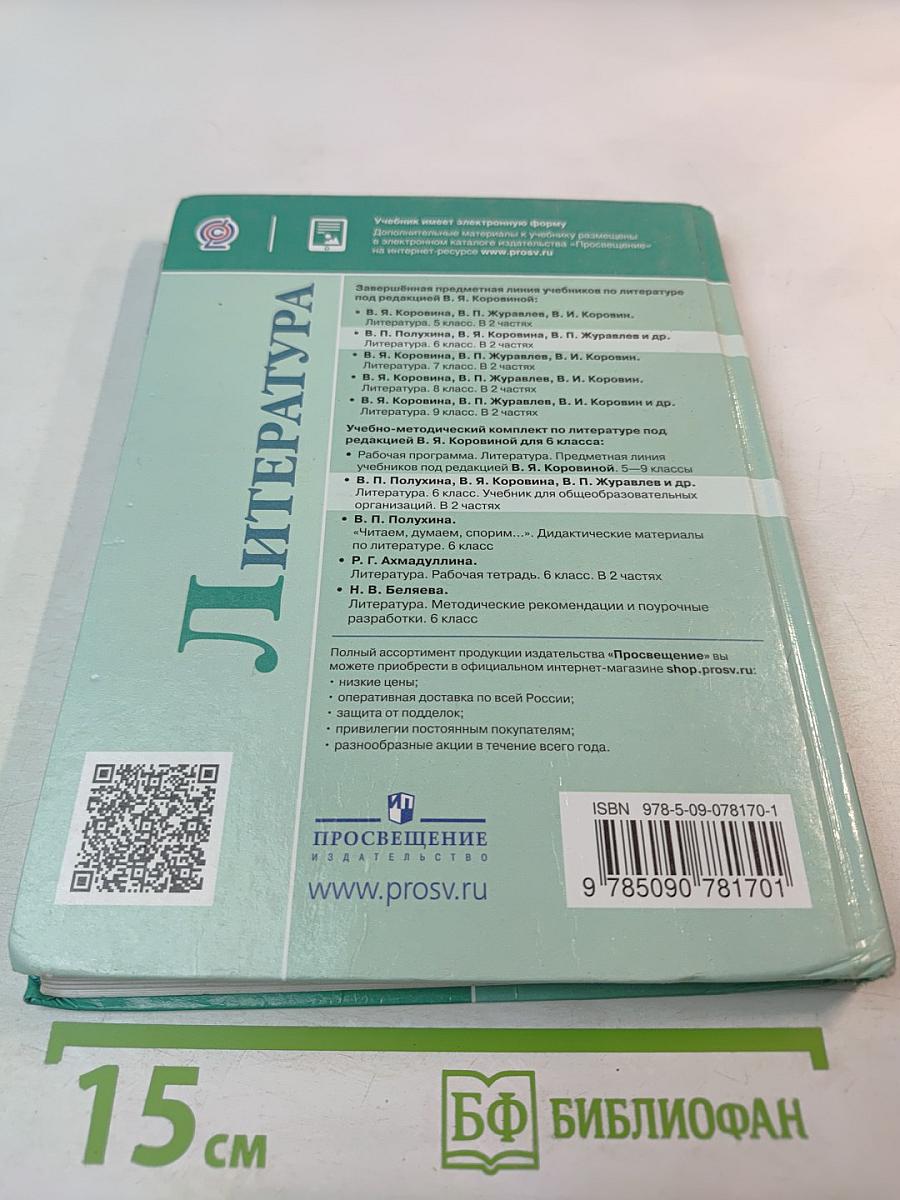 Учебник имеет электронную форму
Дополнительные материалы к учебнику размещены
в электронном каталоге издательства «Просвещение»
на интернет-ресурсе www.prosv.ru
ЛИТЕРАТУРА
Завершённая предметная линия учебников по литературе
под редакцией В. Я. Коровиной:
• В. Я. Коровина, В. П. Журавлев, В. И. Коровин.
Литература. 5 класс. В 2 частях
• В. П. Полухина, В. Я. Коровина, В. П. Журавлев и др.
Литература. 6 класс. В 2 частях
• В. Я. Коровина, В. П. Журавлев, В. И. Коровин.
Литература. 7 класс. В 2 частях
• В. Я. Коровина, В. П. Журавлев, В. И. Коровин.
Литература. 8 класс. В 2 частях
• В. Я. Коровина, В. П. Журавлев, В. И. Коровин и др.
Литература. 9 класс. В 2 частях
Учебно-методический комплект по литературе под
редакцией В. Я. Коровиной для 6 класса:
• Рабочая программа. Литература. Предметная линия
учебников под редакцией В. Я. Коровиной. 5—9 классы
• В. П. Полухина, В. Я. Коровина, В. П. Журавлев и др.
Литература. 6 класс. Учебник для общеобразовательных
организаций. В 2 частях
• В. П. Полухина.
«Читаем, думаем, спорим...». Дидактические материалы
по литературе. 6 класс
• Р. Г. Ахмадуллина.
Литература. Рабочая тетрадь. 6 класс. В 2 частях
• Н. В. Беляева.
Литература. Методические рекомендации и поурочные
разработки. 6 класс
Полный ассортимент продукции издательства «Просвещение» вы
можете приобрести в официальном интернет-магазине shop.prosv.ru:
• низкие цены;
• оперативная доставка по всей России;
• защита от подделок;
• привилегии постоянным покупателям;
• разнообразные акции в течение всего года.
ИП
ПРОСВЕЩЕНИЕ
ИЗДАТЕЛЬСТВО
www.prosv.ru
ISBN 978-5-09-078170-1
9 785090 781701
15 см
БФ БИБЛИОФАН